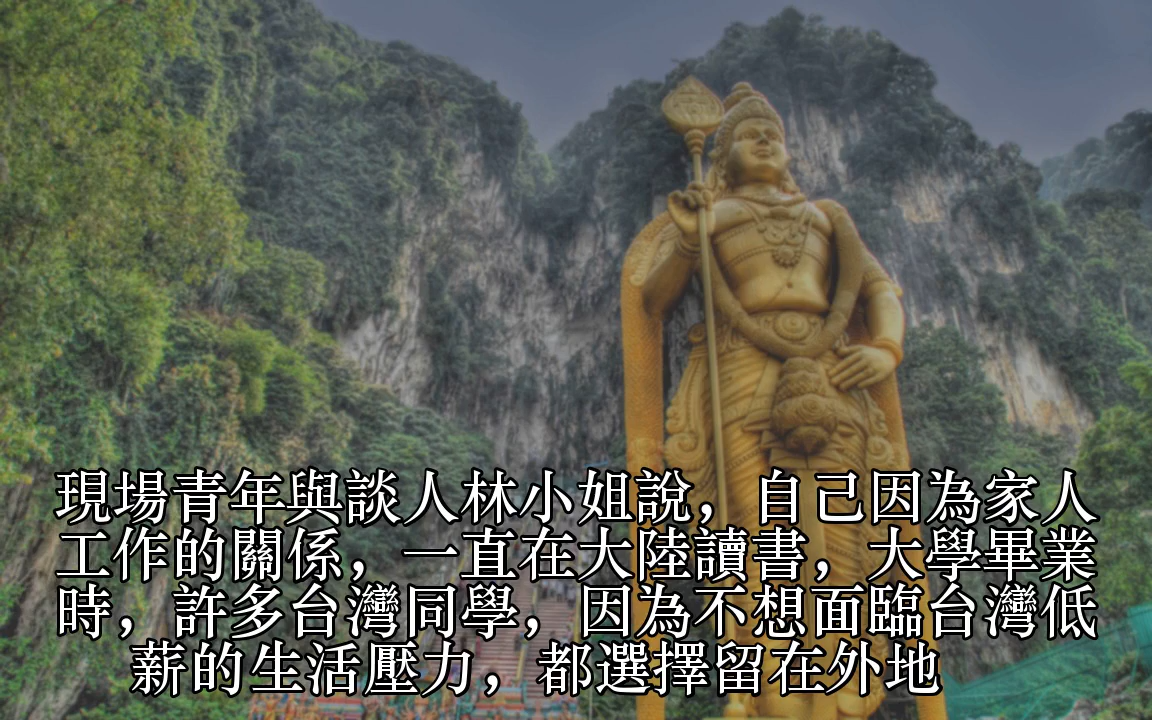 現場青年與談人林小姐說，自己因為家人
工作的關係，一直在大陸讀書，大學畢業
時，許多台灣同學，因為不想面臨台灣低
薪的生活壓力，都選擇留在外地